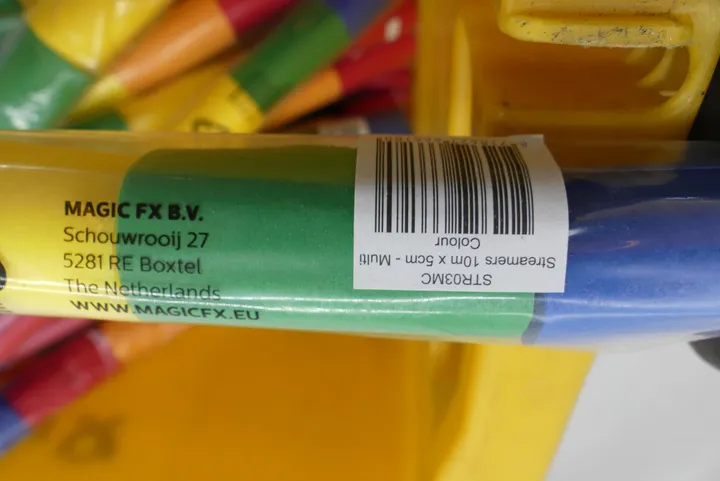 MAGIC FX B.V.
Schouwrooij 27
5281 RE Boxtel
The Netherlands
WWW.MAGICFX.EU
STR03MC
Streamers 10m x 5cm - Multi
Colour